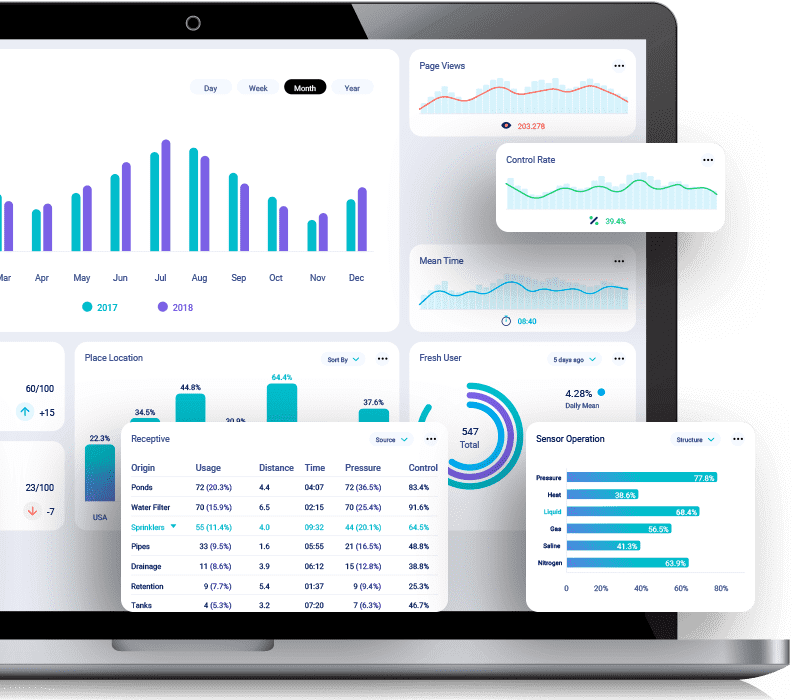 Day Week Month Year
Mar Apr May Jun Jul Aug Sep Oct Nov Dec
2017 2018
Page Views
203.278
Control Rate
39.4%
Mean Time
08:40
60/100
+15
23/100
-7
Place Location
Sort By
64.4%
44.8%
37.6%
34.5%
22.3%
USA
Fresh User
5 days ago
4.28%
Daily Mean
547
Total
Receptive
Source
Origin Usage Distance Time Pressure Control
Ponds 72 (20.3%) 4.4 04:07 72 (36.5%) 83.4%
Water Filter 70 (15.9%) 6.5 02:15 70 (25.4%) 91.6%
Sprinklers 55 (11.4%) 4.0 09:32 44 (20.1%) 64.5%
Pipes 33 (9.5%) 1.6 05:55 21 (16.5%) 48.8%
Drainage 11 (8.6%) 3.9 06:12 15 (12.8%) 38.8%
Retention 9 (7.7%) 5.4 01:37 9 (9.4%) 25.3%
Tanks 4 (5.3%) 3.2 07:20 7 (6.3%) 46.7%
Sensor Operation
Structure
Pressure 77.8%
Heat 38.6%
Liquid 68.4%
Gas 56.5%
Saline 41.3%
Nitrogen 63.9%
0 20% 40% 60% 80%